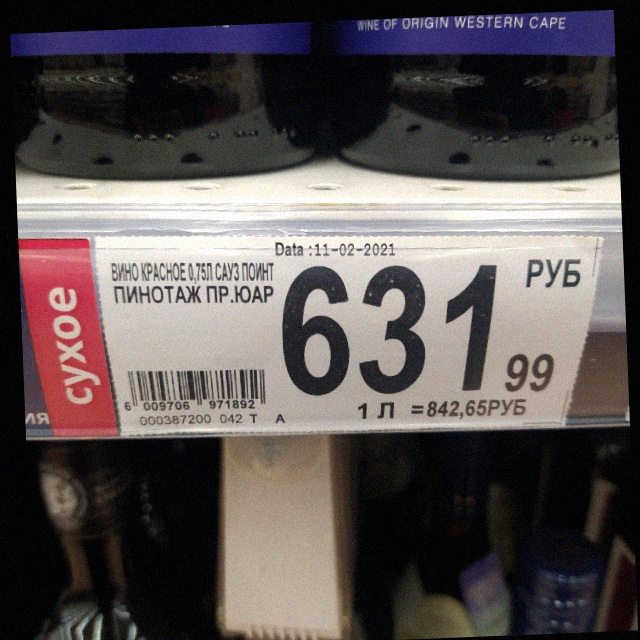 WINE OF ORIGIN WESTERN CAPE
Data :11-02-2021
ВИНО КРАСНОЕ 0,75Л САУЗ ПОИНТ
ПИНОТАЖ ПР.ЮАР
631 99 РУБ
сухое
6 009706 971892
1 Л =842,65РУБ
000387200 042 Т А
ИЯ